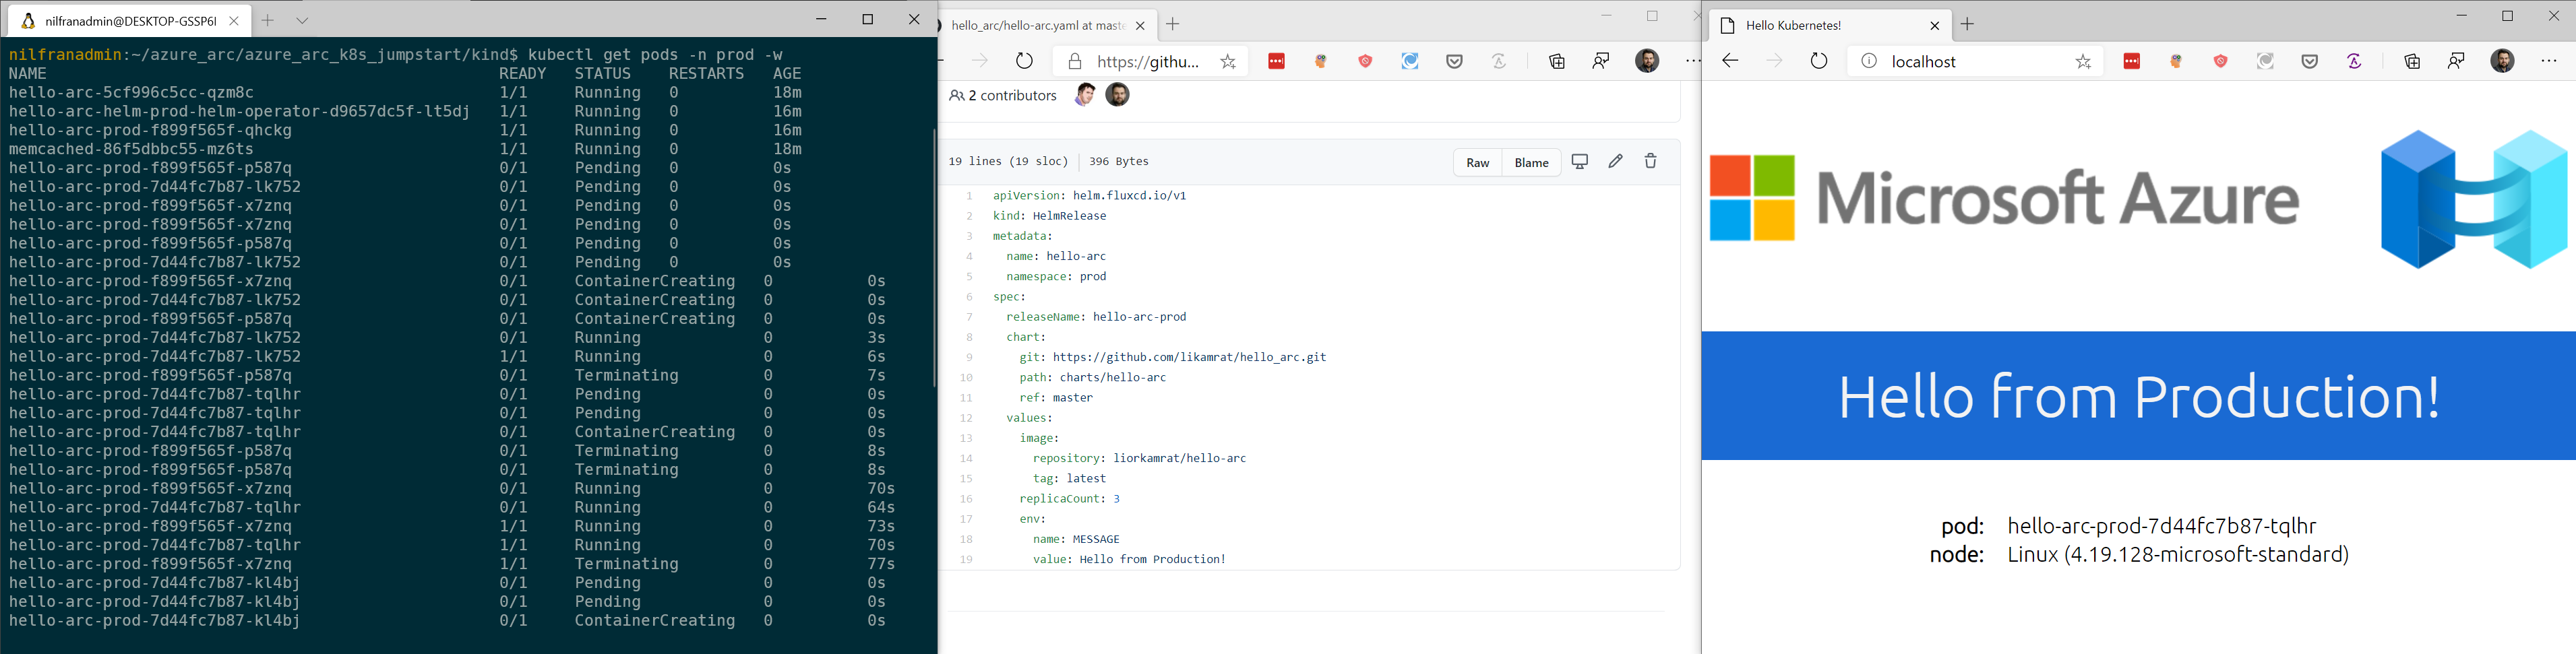 nilfranadmin@DESKTOP-GSSP6I
nilfranadmin:~/azure_arc/azure_arc_k8s_jumpstart/kind$ kubectl get pods -n prod -w
NAME READY STATUS RESTARTS AGE
hello-arc-5cf996c5cc-qzm8c 1/1 Running 0 18m
hello-arc-helm-prod-helm-operator-d9657dc5f-lt5dj 1/1 Running 0 16m
hello-arc-prod-f899f565f-qhckg 1/1 Running 0 16m
memcached-86f5dbbc55-mz6ts 1/1 Running 0 18m
hello-arc-prod-f899f565f-p587q 0/1 Pending 0 0s
hello-arc-prod-7d44fc7b87-lk752 0/1 Pending 0 0s
hello-arc-prod-f899f565f-x7znq 0/1 Pending 0 0s
hello-arc-prod-f899f565f-x7znq 0/1 Pending 0 0s
hello-arc-prod-f899f565f-p587q 0/1 Pending 0 0s
hello-arc-prod-7d44fc7b87-lk752 0/1 Pending 0 0s
hello-arc-prod-f899f565f-x7znq 0/1 ContainerCreating 0 0s
hello-arc-prod-7d44fc7b87-lk752 0/1 ContainerCreating 0 0s
hello-arc-prod-f899f565f-p587q 0/1 ContainerCreating 0 0s
hello-arc-prod-7d44fc7b87-lk752 0/1 Running 0 3s
hello-arc-prod-7d44fc7b87-lk752 1/1 Running 0 6s
hello-arc-prod-f899f565f-p587q 0/1 Terminating 0 7s
hello-arc-prod-7d44fc7b87-tqlhr 0/1 Pending 0 0s
hello-arc-prod-7d44fc7b87-tqlhr 0/1 Pending 0 0s
hello-arc-prod-7d44fc7b87-tqlhr 0/1 ContainerCreating 0 0s
hello-arc-prod-f899f565f-p587q 0/1 Terminating 0 8s
hello-arc-prod-f899f565f-p587q 0/1 Terminating 0 8s
hello-arc-prod-f899f565f-x7znq 0/1 Running 0 70s
hello-arc-prod-7d44fc7b87-tqlhr 0/1 Running 0 64s
hello-arc-prod-f899f565f-x7znq 1/1 Running 0 73s
hello-arc-prod-7d44fc7b87-tqlhr 1/1 Running 0 70s
hello-arc-prod-f899f565f-x7znq 1/1 Terminating 0 77s
hello-arc-prod-7d44fc7b87-kl4bj 0/1 Pending 0 0s
hello-arc-prod-7d44fc7b87-kl4bj 0/1 Pending 0 0s
hello-arc-prod-7d44fc7b87-kl4bj 0/1 ContainerCreating 0 0s
hello_arc/hello-arc.yaml at maste
https://githu...
2 contributors
19 lines (19 sloc) 396 Bytes
Raw Blame
1 apiVersion: helm.fluxcd.io/v1
2 kind: HelmRelease
3 metadata:
4 name: hello-arc
5 namespace: prod
6 spec:
7 releaseName: hello-arc-prod
8 chart:
9 git: https://github.com/likamrat/hello_arc.git
10 path: charts/hello-arc
11 ref: master
12 values:
13 image:
14 repository: liorkamrat/hello-arc
15 tag: latest
16 replicaCount: 3
17 env:
18 name: MESSAGE
19 value: Hello from Production!
Hello Kubernetes!
localhost
Microsoft Azure
Hello from Production!
pod: hello-arc-prod-7d44fc7b87-tqlhr
node: Linux (4.19.128-microsoft-standard)